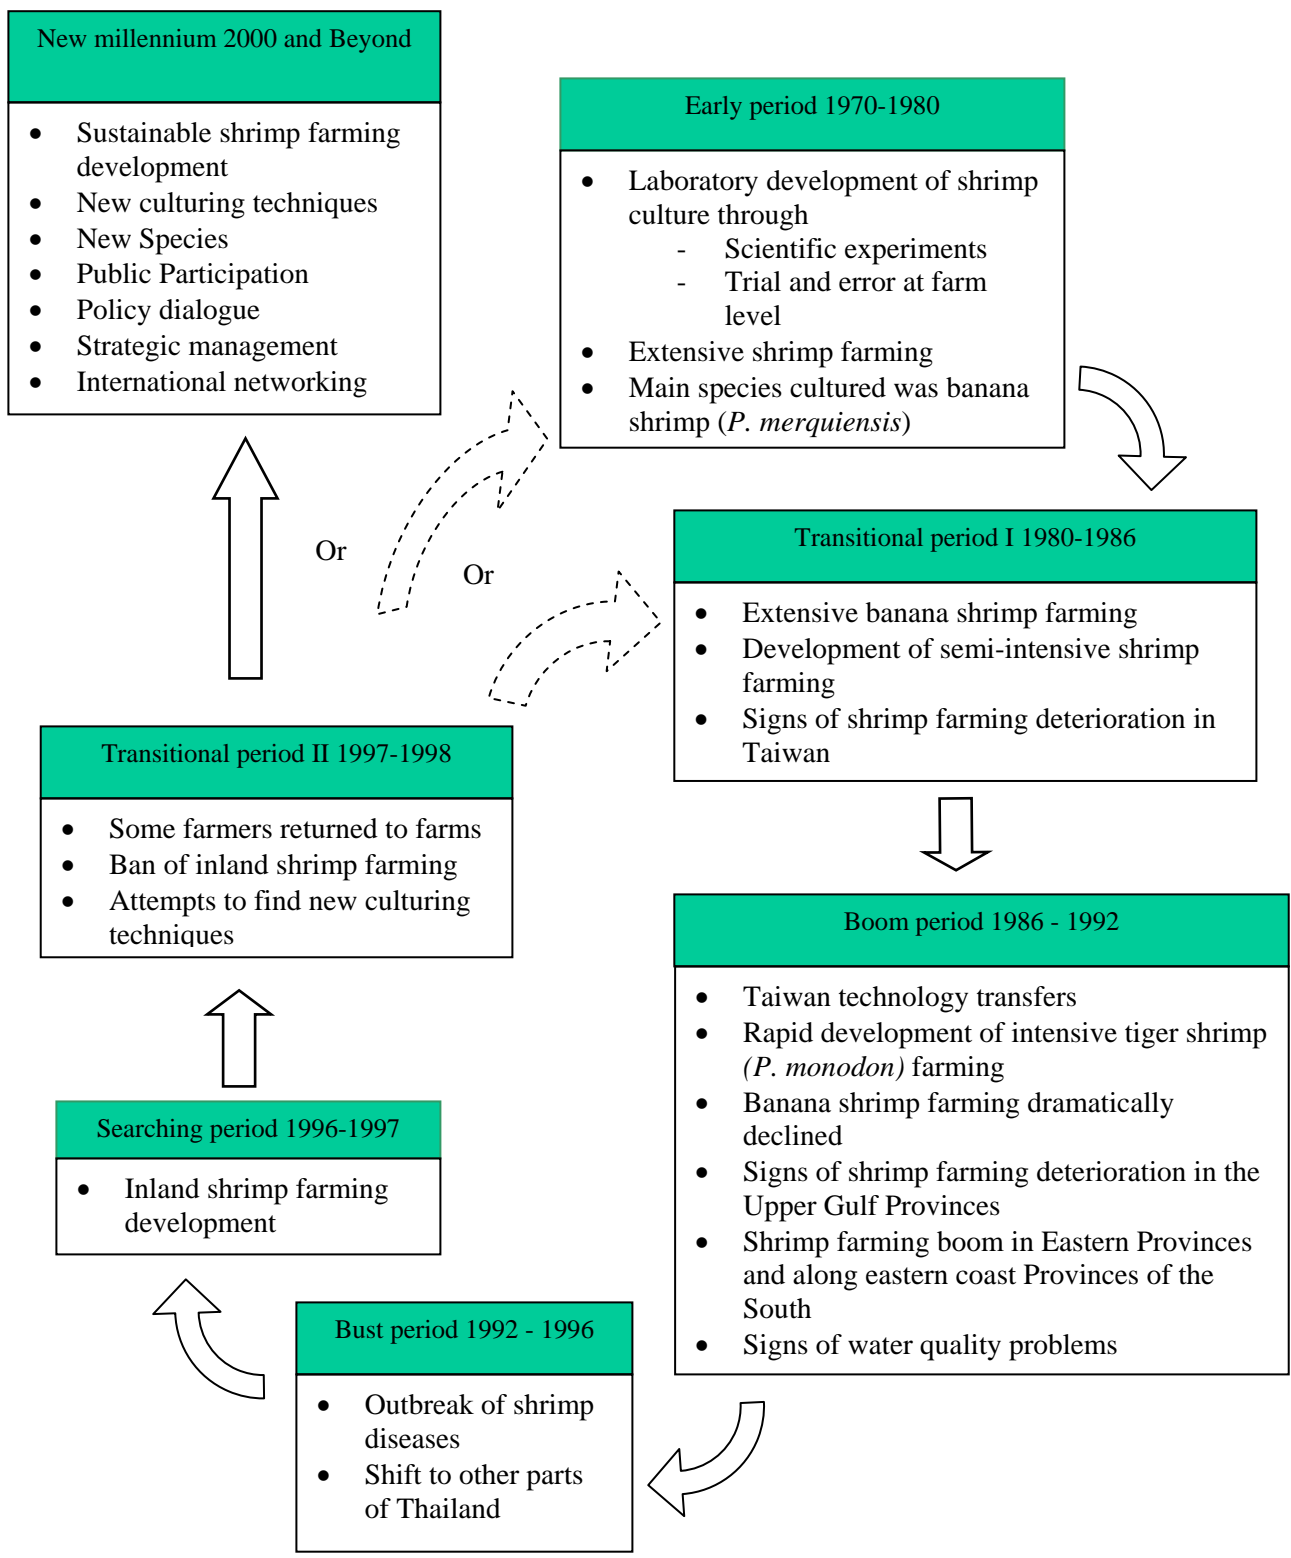 New millennium 2000 and Beyond
• Sustainable shrimp farming
development
• New culturing techniques
• New Species
• Public Participation
• Policy dialogue
• Strategic management
• International networking
Early period 1970-1980
• Laboratory development of shrimp
culture through
- Scientific experiments
- Trial and error at farm
level
• Extensive shrimp farming
• Main species cultured was banana
shrimp (P. merquiensis)
Or
Or
Transitional period I 1980-1986
• Extensive banana shrimp farming
• Development of semi-intensive shrimp
farming
• Signs of shrimp farming deterioration in
Taiwan
Transitional period II 1997-1998
• Some farmers returned to farms
• Ban of inland shrimp farming
• Attempts to find new culturing
techniques
Boom period 1986 - 1992
• Taiwan technology transfers
• Rapid development of intensive tiger shrimp
(P. monodon) farming
• Banana shrimp farming dramatically
declined
• Signs of shrimp farming deterioration in the
Upper Gulf Provinces
• Shrimp farming boom in Eastern Provinces
and along eastern coast Provinces of the
South
• Signs of water quality problems
Searching period 1996-1997
• Inland shrimp farming
development
Bust period 1992 - 1996
• Outbreak of shrimp
diseases
• Shift to other parts
of Thailand